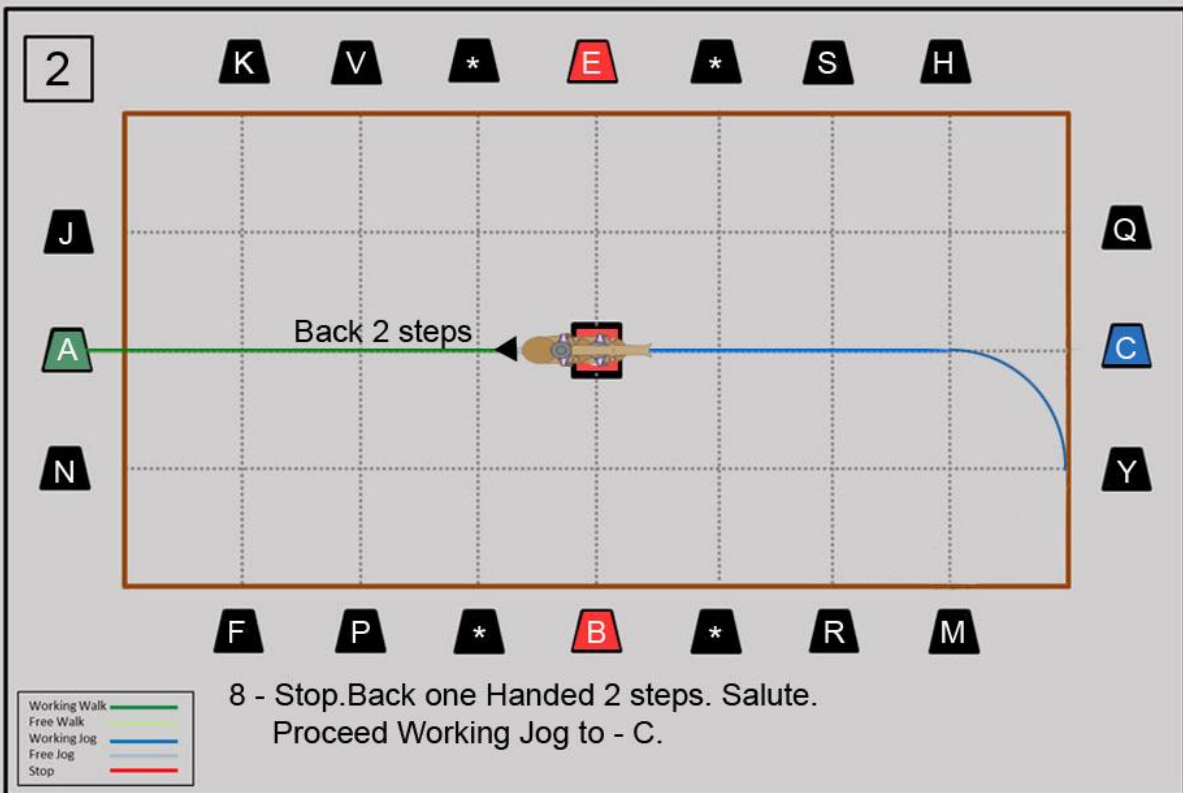 2
K V * E * S H
J Q
Back 2 steps
A C
N Y
F P * B * R M
8 - Stop.Back one Handed 2 steps. Salute.
Proceed Working Jog to - C.
Working Walk
Free Walk
Working Jog
Free Jog
Stop